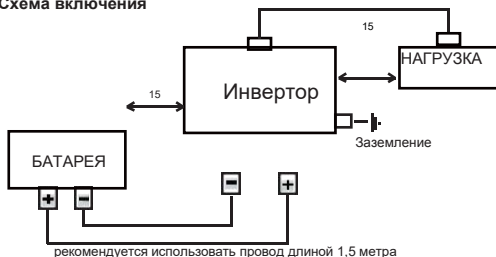 Схема включения
15
НАГРУЗКА
Инвертор
15
Заземление
БАТАРЕЯ
рекомендуется использовать провод длиной 1,5 метра